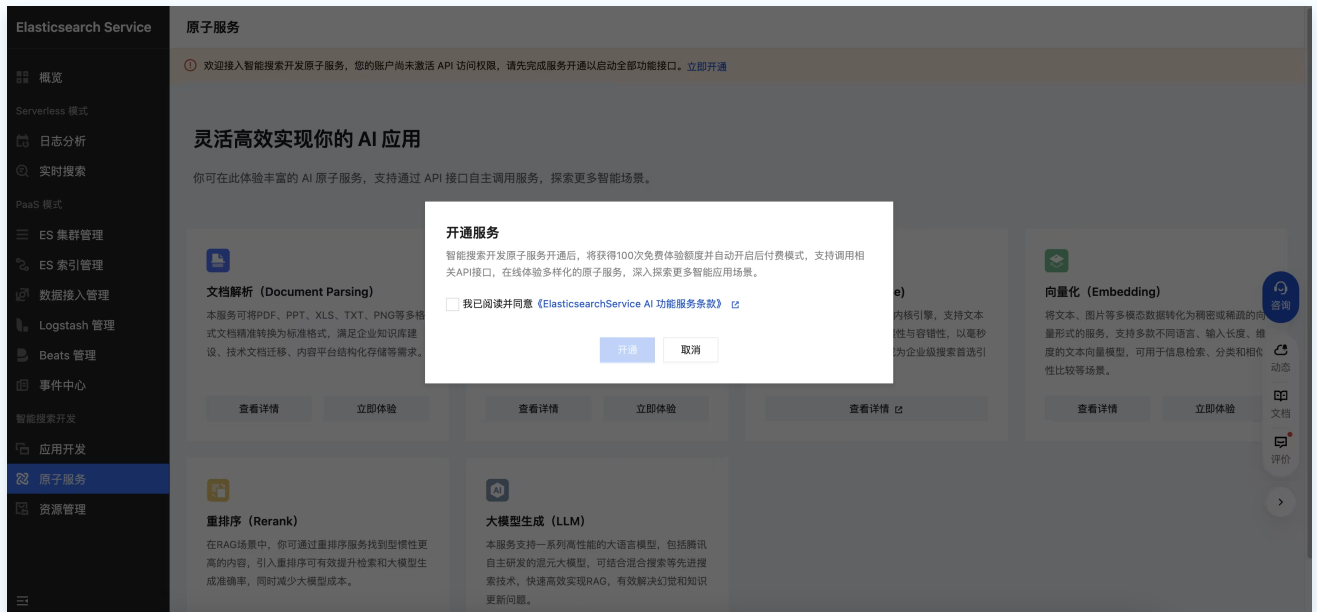 Elasticsearch Service
概览
Serverless 模式
日志分析
实时搜索
PaaS 模式
ES 集群管理
ES 索引管理
数据接入管理
Logstash 管理
Beats 管理
事件中心
智能搜索开发
应用开发
原子服务
资源管理
原子服务
欢迎接入智能搜索开发原子服务，您的账户尚未激活 API 访问权限，请先完成服务开通以启动全部功能接口。立即开通
灵活高效实现你的 AI 应用
你可在此体验丰富的 AI 原子服务，支持通过 API 接口自主调用服务，探索更多智能场景。
开通服务
智能搜索开发原子服务开通后，将获得100次免费体验额度并自动开启后付费模式，支持调用相
关API接口，在线体验多样化的原子服务，深入探索更多智能应用场景。
我已阅读并同意《ElasticsearchService AI 功能服务条款》
开通
取消
文档解析（Document Parsing）
本服务可将PDF、PPT、XLS、TXT、PNG等多格
式文档精准转换为标准格式，满足企业知识库建
设、技术文档迁移、内容平台结构化存储等需求。
查看详情
立即体验
查看详情
立即体验
e）
内核引擎，支持文本
性与容错性，以毫秒
为企业级搜索首选引
查看详情
向量化（Embedding）
将文本、图片等多模态数据转化为稠密或稀疏的向
量形式的服务，支持多款不同语言、输入长度、维
度的文本向量模型，可用于信息检索、分类和相似
性比较等场景。
查看详情
立即体验
重排序（Rerank）
在RAG场景中，你可通过重排序服务找到型惯性更
高的内容，引入重排序可有效提升检索和大模型生
成准确率，同时减少大模型成本。
AI
大模型生成（LLM）
本服务支持一系列高性能的大语言模型，包括腾讯
自主研发的混元大模型，可结合混合搜索等先进搜
索技术，快速高效实现RAG，有效解决幻觉和知识
更新问题。
咨询
动态
文档
评价